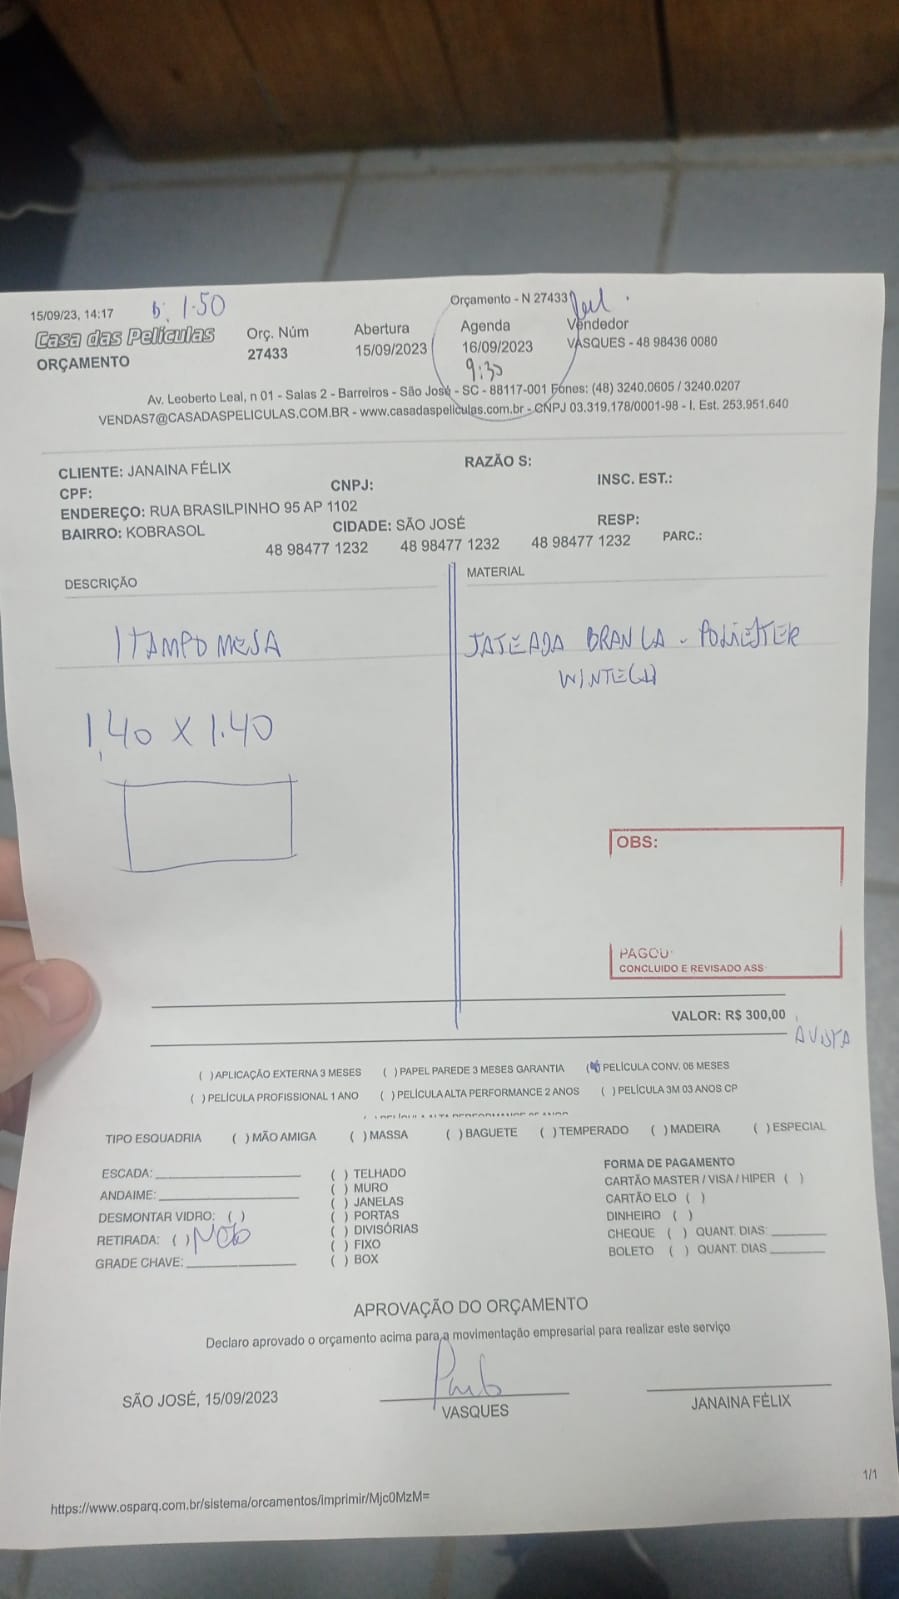 15/09/23, 14:17
b: 1.50
Orçamento - N 27433
Casa das Películas
ORÇAMENTO
Orç. Núm
27433
Abertura
15/09/2023
Agenda
16/09/2023
9:30
Vendedor
VASQUES - 48 98436 0080
Av. Leoberto Leal, n 01 - Salas 2 - Barreiros - São José - SC - 88117-001 Fones: (48) 3240.0605 / 3240.0207
VENDAS7@CASADASPELICULAS.COM.BR - www.casadaspeliculas.com.br - CNPJ 03.319.178/0001-98 - I. Est. 253.951.640
CLIENTE: JANAINA FÉLIX RAZÃO S:
CPF: CNPJ: INSC. EST.:
ENDEREÇO: RUA BRASILPINHO 95 AP 1102
BAIRRO: KOBRASOL CIDADE: SÃO JOSÉ RESP:
48 98477 1232 48 98477 1232 48 98477 1232 PARC.:
DESCRIÇÃO
1 TAMPO MESA
1,40 X 1.40
MATERIAL
JATEADA BRANCA - POLIESTER
WINTECH
OBS:
PAGOU:
CONCLUIDO E REVISADO ASS
VALOR: R$ 300,00
AVISTA
( ) APLICAÇÃO EXTERNA 3 MESES ( ) PAPEL PAREDE 3 MESES GARANTIA ( ) PELÍCULA CONV. 06 MESES
( ) PELÍCULA PROFISSIONAL 1 ANO ( ) PELÍCULA ALTA PERFORMANCE 2 ANOS ( ) PELÍCULA 3M 03 ANOS CP
TIPO ESQUADRIA ( ) MÃO AMIGA ( ) MASSA ( ) BAGUETE ( ) TEMPERADO ( ) MADEIRA ( ) ESPECIAL
ESCADA:
ANDAIME:
DESMONTAR VIDRO: ( )
RETIRADA: ( ) NÃO
GRADE CHAVE:
( ) TELHADO
( ) MURO
( ) JANELAS
( ) PORTAS
( ) DIVISÓRIAS
( ) FIXO
( ) BOX
FORMA DE PAGAMENTO
CARTÃO MASTER / VISA / HIPER ( )
CARTÃO ELO ( )
DINHEIRO ( )
CHEQUE ( ) QUANT. DIAS:
BOLETO ( ) QUANT. DIAS
APROVAÇÃO DO ORÇAMENTO
Declaro aprovado o orçamento acima para a movimentação empresarial para realizar este serviço
SÃO JOSÉ, 15/09/2023
VASQUES
JANAINA FÉLIX
1/1
https://www.osparq.com.br/sistema/orcamentos/imprimir/Mjc0MzM=